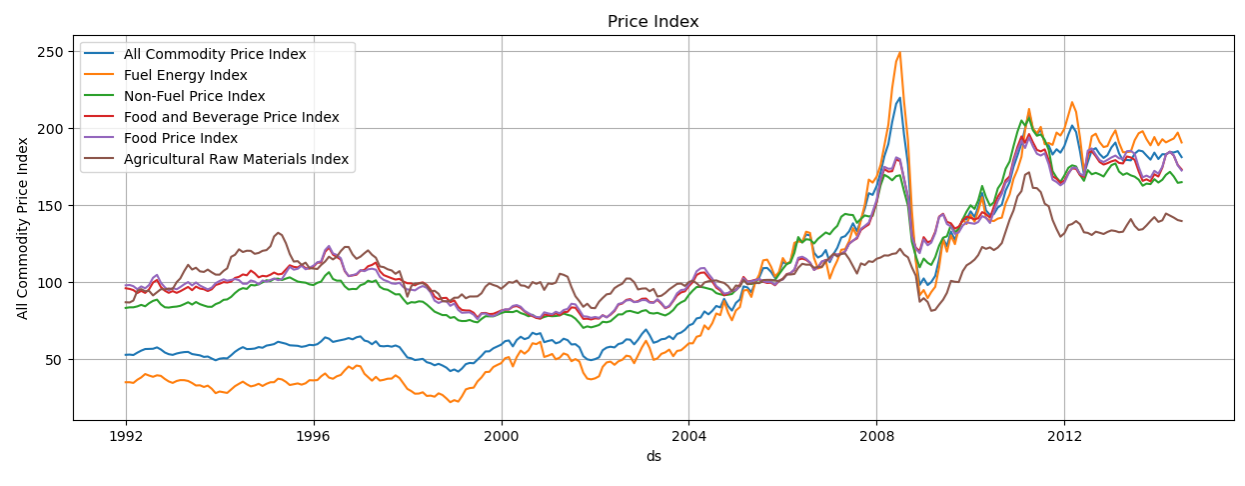 Price Index
All Commodity Price Index
Fuel Energy Index
Non-Fuel Price Index
Food and Beverage Price Index
Food Price Index
Agricultural Raw Materials Index
All Commodity Price Index
250
200
150
100
50
1992
1996
2000
2004
2008
2012
ds